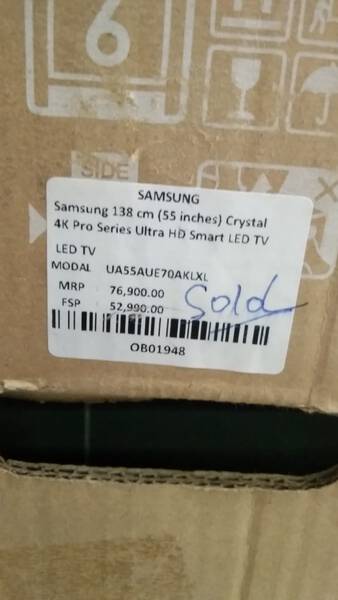 6
SIDE
SAMSUNG
Samsung 138 cm (55 inches) Crystal
4K Pro Series Ultra HD Smart LED TV
LED TV
MODAL UA55AUE70AKLXL
MRP 76,900.00
FSP 52,990.00
Sold
OB01948